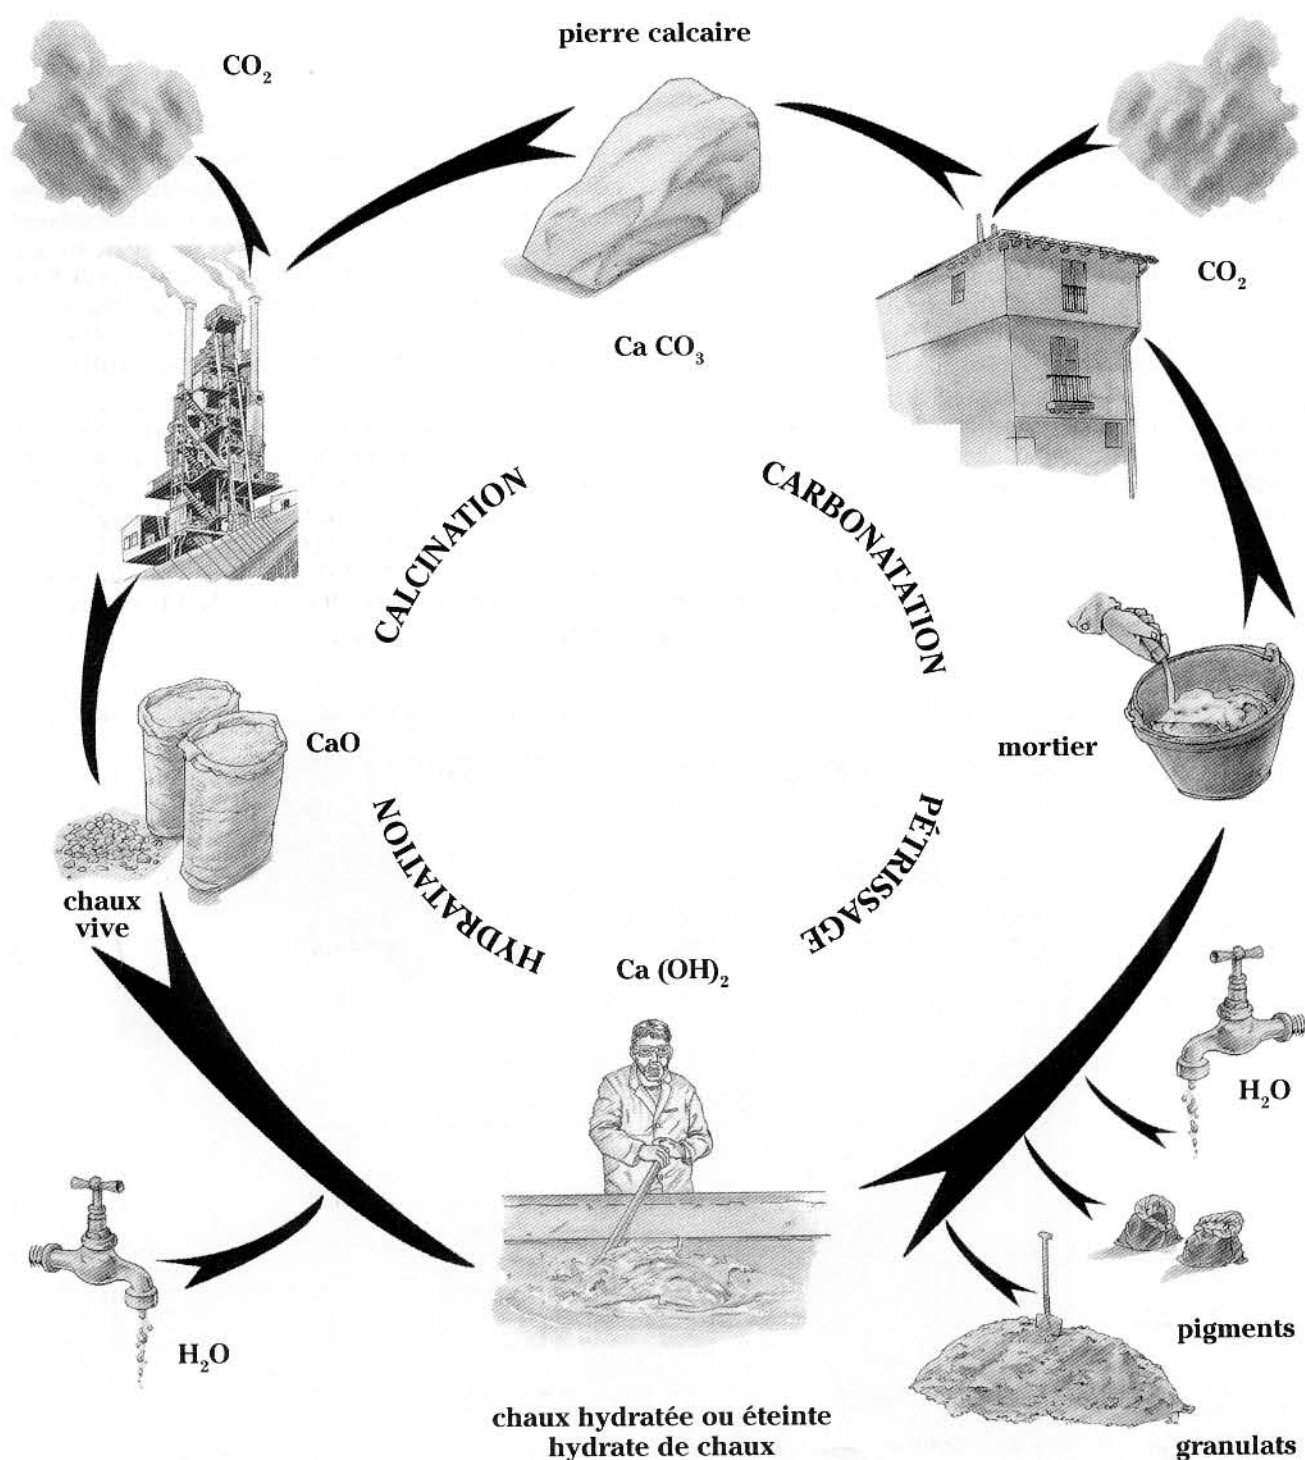 pierre calcaire
CO₂
CO₂
Ca CO₃
CALCINATION
CARBONATATION
CaO
mortier
chaux
vive
HYDRATATION
PÉTRISSAGE
Ca (OH)₂
H₂O
H₂O
pigments
chaux hydratée ou éteinte
hydrate de chaux
granulats